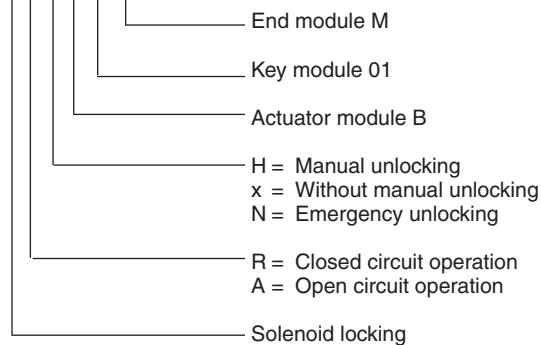 End module M
Key module 01
Actuator module B
H = Manual unlocking
x = Without manual unlocking
N = Emergency unlocking
R = Closed circuit operation
A = Open circuit operation
Solenoid locking